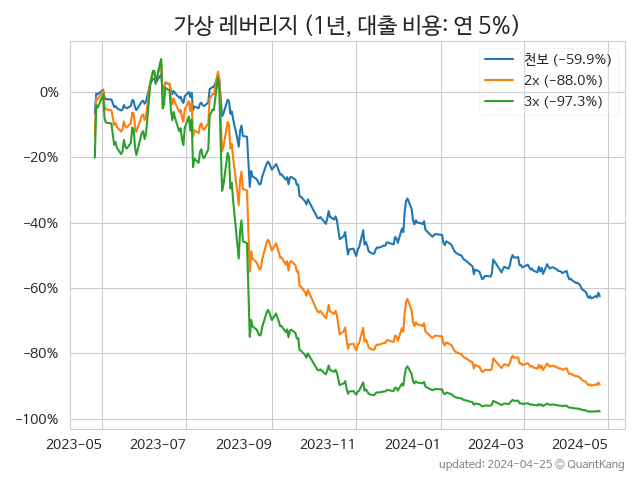 가상 레버리지 (1년, 대출 비용: 연 5%)
천보 (−59.9%)
2x (−88.0%)
3x (−97.3%)
0%
−20%
−40%
−60%
−80%
−100%
2023-05 2023-07 2023-09 2023-11 2024-01 2024-03 2024-05
updated: 2024-04-25 ⓒ QuantKang